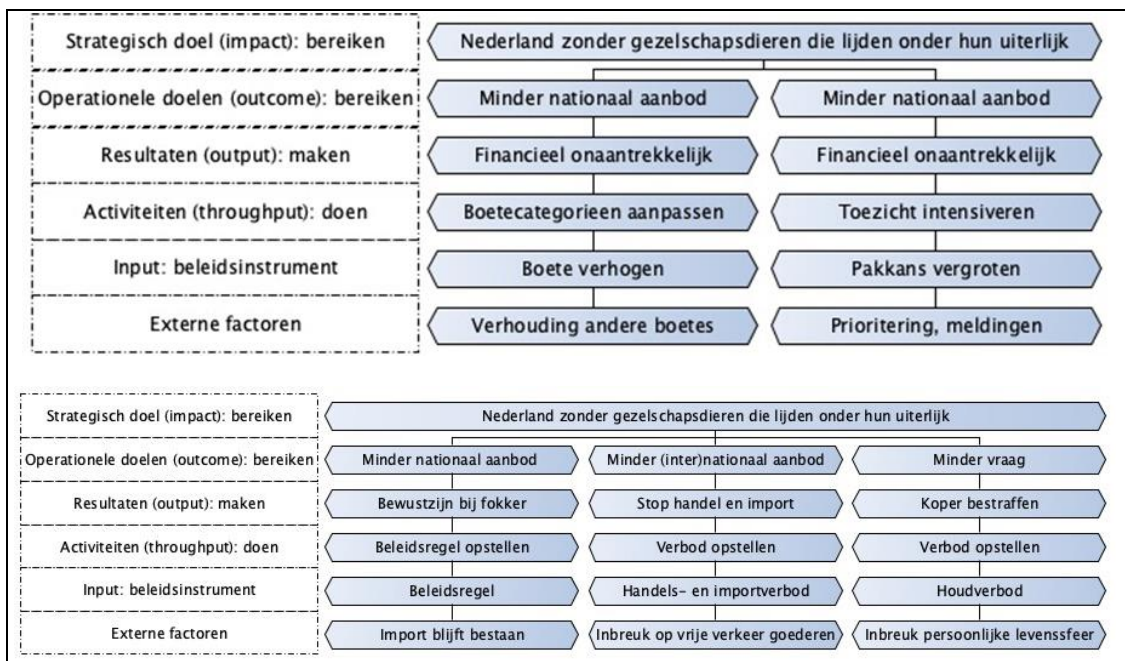 Strategisch doel (impact): bereiken Nederland zonder gezelschapsdieren die lijden onder hun uiterlijk
Operationele doelen (outcome): bereiken Minder nationaal aanbod Minder nationaal aanbod
Resultaten (output): maken Financieel onaantrekkelijk Financieel onaantrekkelijk
Activiteiten (throughput): doen Boetecategorieen aanpassen Toezicht intensiveren
Input: beleidsinstrument Boete verhogen Pakkans vergroten
Externe factoren Verhouding andere boetes Prioritering, meldingen
Strategisch doel (impact): bereiken Nederland zonder gezelschapsdieren die lijden onder hun uiterlijk
Operationele doelen (outcome): bereiken Minder nationaal aanbod Minder (inter)nationaal aanbod Minder vraag
Resultaten (output): maken Bewustzijn bij fokker Stop handel en import Koper bestraffen
Activiteiten (throughput): doen Beleidsregel opstellen Verbod opstellen Verbod opstellen
Input: beleidsinstrument Beleidsregel Handels- en importverbod Houdverbod
Externe factoren Import blijft bestaan Inbreuk op vrije verkeer goederen Inbreuk persoonlijke levenssfeer